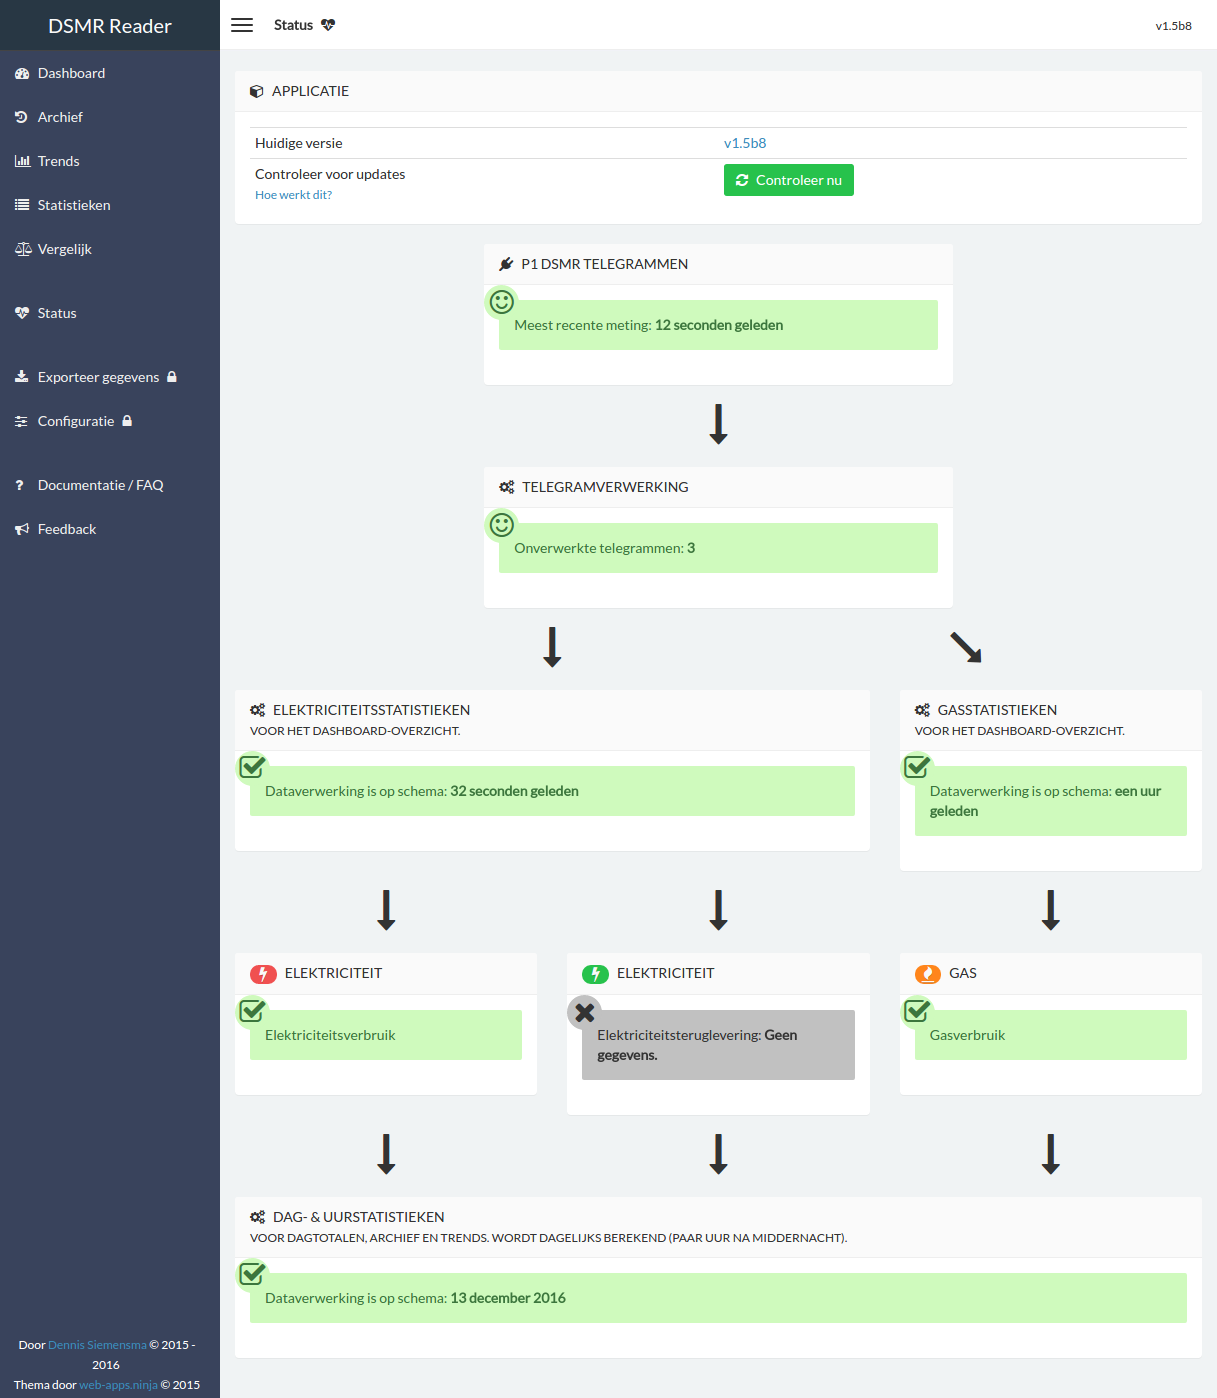 DSMR Reader
Status
v1.5b8
Dashboard
Archief
Trends
Statistieken
Vergelijk
Status
Exporteer gegevens
Configuratie
Documentatie / FAQ
Feedback
APPLICATIE
Huidige versie v1.5b8
Controleer voor updates Controleer nu
Hoe werkt dit?
P1 DSMR TELEGRAMMEN
Meest recente meting: 12 seconden geleden
TELEGRAMVERWERKING
Onverwerkte telegrammen: 3
ELEKTRICITEITSSTATISTIEKEN
VOOR HET DASHBOARD-OVERZICHT.
Dataverwerking is op schema: 32 seconden geleden
GASSTATISTIEKEN
VOOR HET DASHBOARD-OVERZICHT.
Dataverwerking is op schema: een uur
geleden
ELEKTRICITEIT
Elektriciteitsverbruik
ELEKTRICITEIT
Elektriciteitsteruglevering: Geen
gegevens.
GAS
Gasverbruik
DAG- & UURSTATISTIEKEN
VOOR DAGTOTALEN, ARCHIEF EN TRENDS. WORDT DAGELIJKS BEREKEND (PAAR UUR NA MIDDERNACHT).
Dataverwerking is op schema: 13 december 2016
Door Dennis Siemensma © 2015 -
2016
Thema door web-apps.ninja © 2015